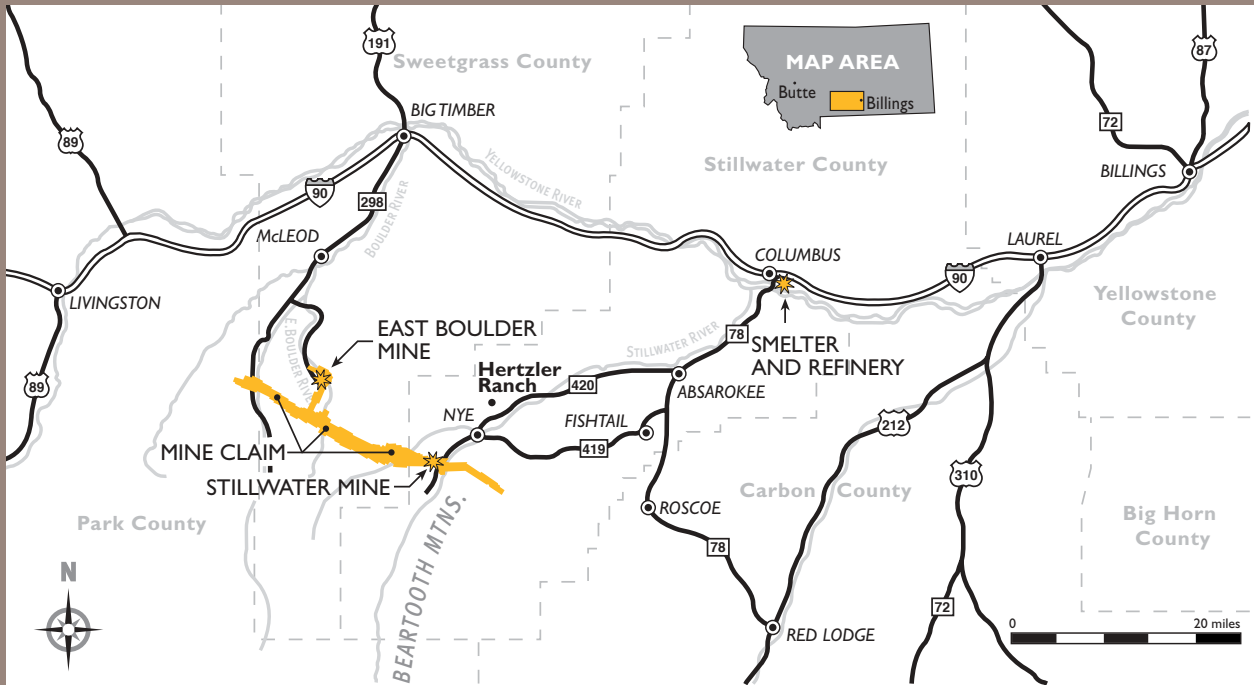 191
87
Sweetgrass County
MAP AREA
Butte
Billings
BIG TIMBER
72
89
YELLOWSTONE RIVER
Stillwater County
BILLINGS
90
298
BOULDER RIVER
McLEOD
COLUMBUS
LAUREL
90
LIVINGSTON
Yellowstone
County
E. BOULDER RIVER
EAST BOULDER
MINE
STILLWATER RIVER
78
SMELTER
AND REFINERY
Hertzler
Ranch
420
ABSAROKEE
89
NYE
FISHTAIL
212
MINE CLAIM
419
STILLWATER MINE
310
Park County
BEARTOOTH MTNS.
ROSCOE
Carbon County
Big Horn
County
78
N
72
RED LODGE
0
20 miles